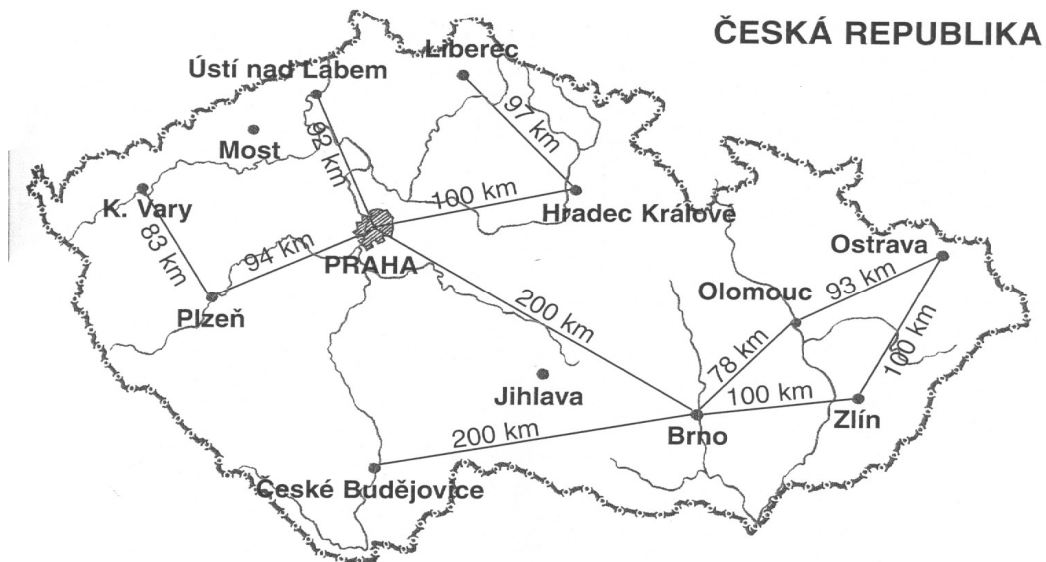 ČESKÁ REPUBLIKA
Liberec
Ústí nad Labem
97 km
92 km
Most
K. Vary
100 km
Hradec Králové
83 km
94 km
PRAHA
Ostrava
Plzeň
200 km
Olomouc
93 km
78 km
100 km
Jihlava
100 km
Zlín
200 km
Brno
České Budějovice